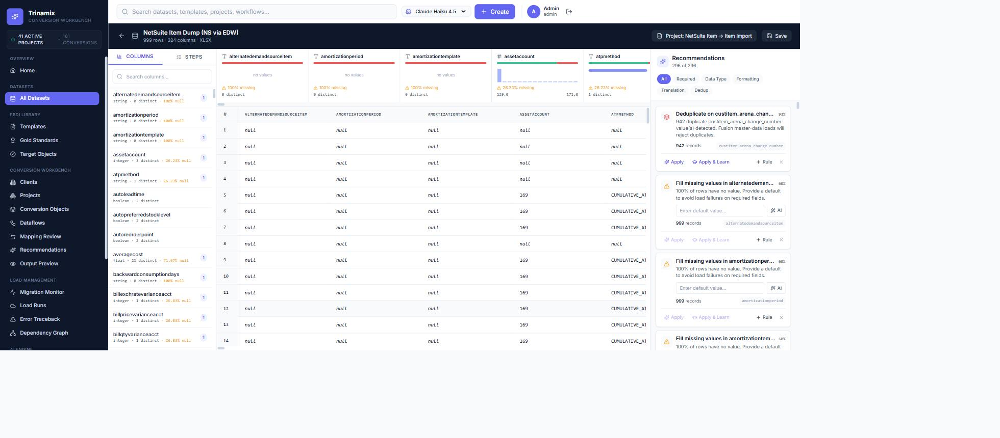 Trinamix
CONVERSION WORKBENCH
41 ACTIVE PROJECTS · 181 CONVERSIONS
OVERVIEW
Home
DATASETS
All Datasets
FBDI LIBRARY
Templates
Gold Standards
Target Objects
CONVERSION WORKBENCH
Clients
Projects
Conversion Objects
Dataflows
Mapping Review
Recommendations
Output Preview
LOAD MANAGEMENT
Migration Monitor
Load Runs
Error Traceback
Dependency Graph
AI ENGINE
Search datasets, templates, projects, workflows...
Claude Haiku 4.5
+ Create
A
Admin
admin
NetSuite Item Dump (NS via EDW)
999 rows · 324 columns · XLSX
Project: NetSuite Item → Item Import
Save
COLUMNS
STEPS
Search columns...
alternatedemandsourceitem
string · 0 distinct · 100% null
1
amortizationperiod
string · 0 distinct · 100% null
1
amortizationtemplate
string · 0 distinct · 100% null
1
assetaccount
integer · 3 distinct · 26.23% null
1
atpmethod
string · 1 distinct · 26.23% null
1
autoleadtime
boolean · 2 distinct
autopreferredstocklevel
boolean · 2 distinct
autoreorderpoint
boolean · 2 distinct
averagecost
float · 21 distinct · 71.67% null
1
backwardconsumptiondays
string · 0 distinct · 100% null
1
billexchratevarianceacct
integer · 1 distinct · 26.83% null
1
billpricevarianceacct
integer · 1 distinct · 26.83% null
1
billqtyvarianceacct
integer · 1 distinct · 26.83% null
1
alternatedemandsourceitem
no values
100% missing
0 distinct
amortizationperiod
no values
100% missing
0 distinct
amortizationtemplate
no values
100% missing
0 distinct
# assetaccount
26.23% missing
129.0 171.0
atpmethod
26.23% missing
1 distinct
# ALTERNATEDEMANDSOURCEITEM AMORTIZATIONPERIOD AMORTIZATIONTEMPLATE ASSETACCOUNT ATPMETHOD
1 null null null null null
2 null null null null null
3 null null null null null
4 null null null null null
5 null null null 169 CUMULATIVE_AT
6 null null null 169 CUMULATIVE_AT
7 null null null 169 CUMULATIVE_AT
8 null null null null null
9 null null null 169 CUMULATIVE_AT
10 null null null 169 CUMULATIVE_AT
11 null null null 169 CUMULATIVE_AT
12 null null null 169 CUMULATIVE_AT
13 null null null 169 CUMULATIVE_AT
14 null null null 169 CUMULATIVE_AT
Recommendations
296 of 296
All Required Data Type Formatting
Translation Dedup
Deduplicate on custitem_arena_chan... 93%
942 duplicate custitem_arena_change_number
value(s) detected. Fusion master-data loads will
reject duplicates.
942 records custitem_arena_change_number
Apply Apply & Learn + Rule ×
Fill missing values in alternatedeman... 60%
100% of rows have no value. Provide a default
to avoid load failures on required fields.
Enter default value... AI
999 records alternatedemandsourceitem
Apply Apply & Learn + Rule ×
Fill missing values in amortizationper... 60%
100% of rows have no value. Provide a default
to avoid load failures on required fields.
Enter default value... AI
999 records amortizationperiod
Apply Apply & Learn + Rule ×
Fill missing values in amortizationtem... 60%
100% of rows have no value. Provide a default